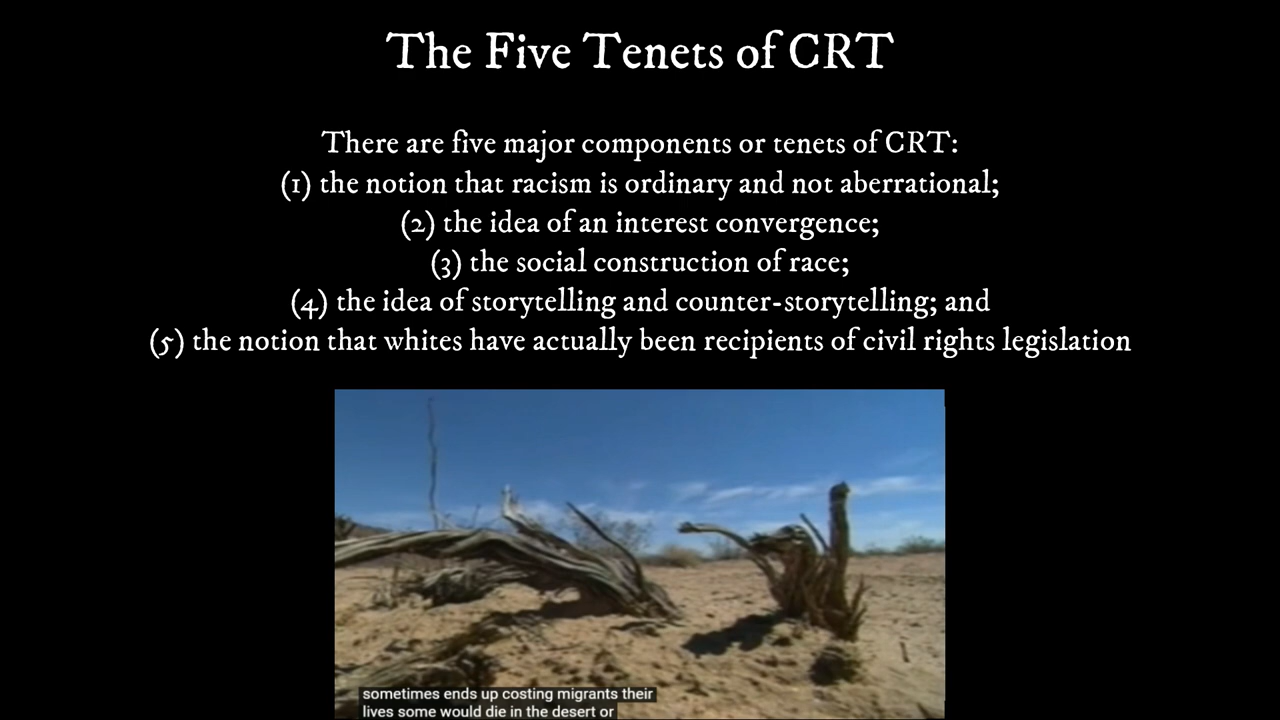 The Five Tenets of CRT
There are five major components or tenets of CRT:
(1) the notion that racism is ordinary and not aberrational;
(2) the idea of an interest convergence;
(3) the social construction of race;
(4) the idea of storytelling and counter-storytelling; and
(5) the notion that whites have actually been recipients of civil rights legislation
sometimes ends up costing migrants their
lives some would die in the desert or